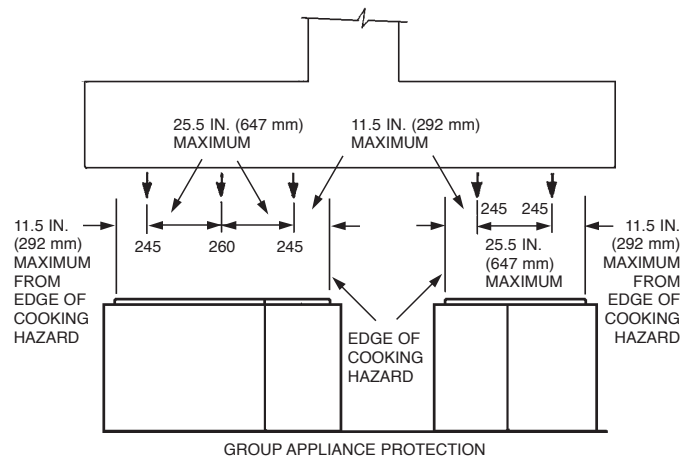 25.5 IN. (647 mm)
MAXIMUM
11.5 IN. (292 mm)
MAXIMUM
11.5 IN.
(292 mm)
MAXIMUM
FROM
EDGE OF
COOKING
HAZARD
245
260
245
245
245
25.5 IN.
(647 mm)
MAXIMUM
11.5 IN.
(292 mm)
MAXIMUM
FROM
EDGE OF
COOKING
HAZARD
EDGE OF
COOKING
HAZARD
GROUP APPLIANCE PROTECTION